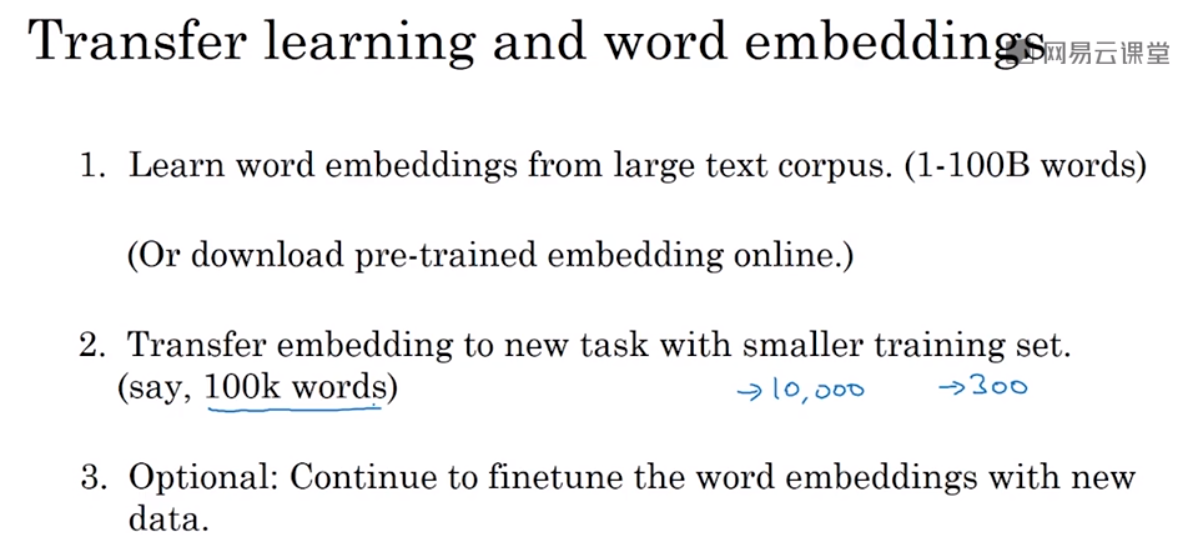 Transfer learning and word embeddings
网易云课堂
1. Learn word embeddings from large text corpus. (1-100B words)
(Or download pre-trained embedding online.)
2. Transfer embedding to new task with smaller training set.
(say, 100k words) →10,000 →300
3. Optional: Continue to finetune the word embeddings with new
data.